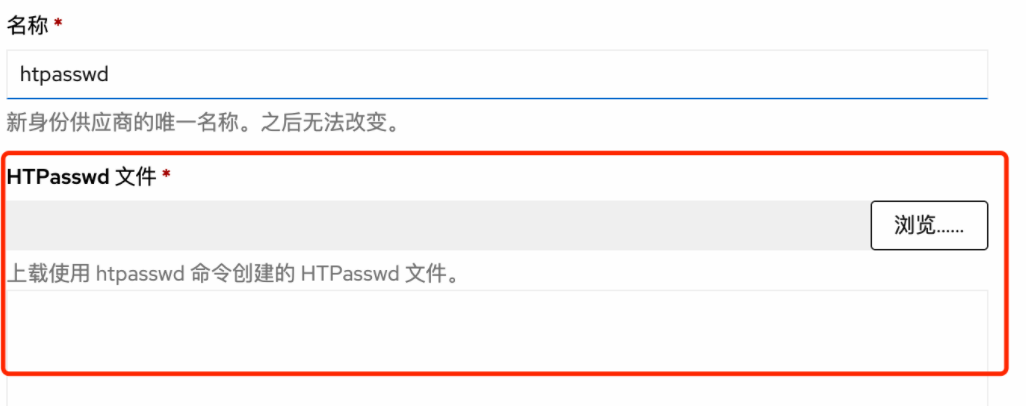 名称 *
htpasswd
新身份供应商的唯一名称。之后无法改变。
HTPasswd 文件 *
浏览......
上载使用 htpasswd 命令创建的 HTPasswd 文件。